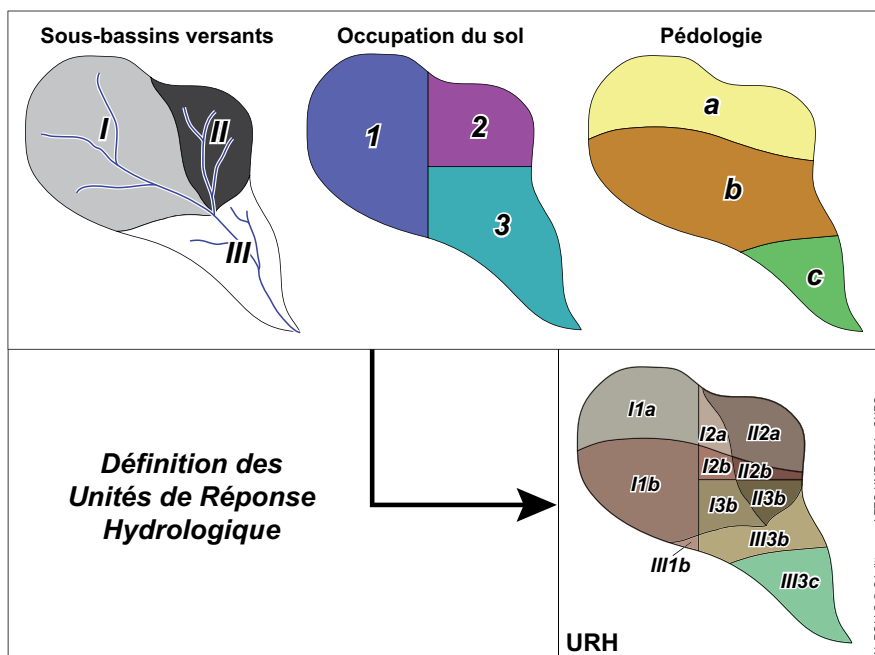 Sous-bassins versants
Occupation du sol
Pédologie
I
II
III
1
2
3
a
b
c
Définition des
Unités de Réponse
Hydrologique
I1a
I2a
II2a
I2b
II2b
I1b
I3b
II3b
III3b
III1b
III3c
URH